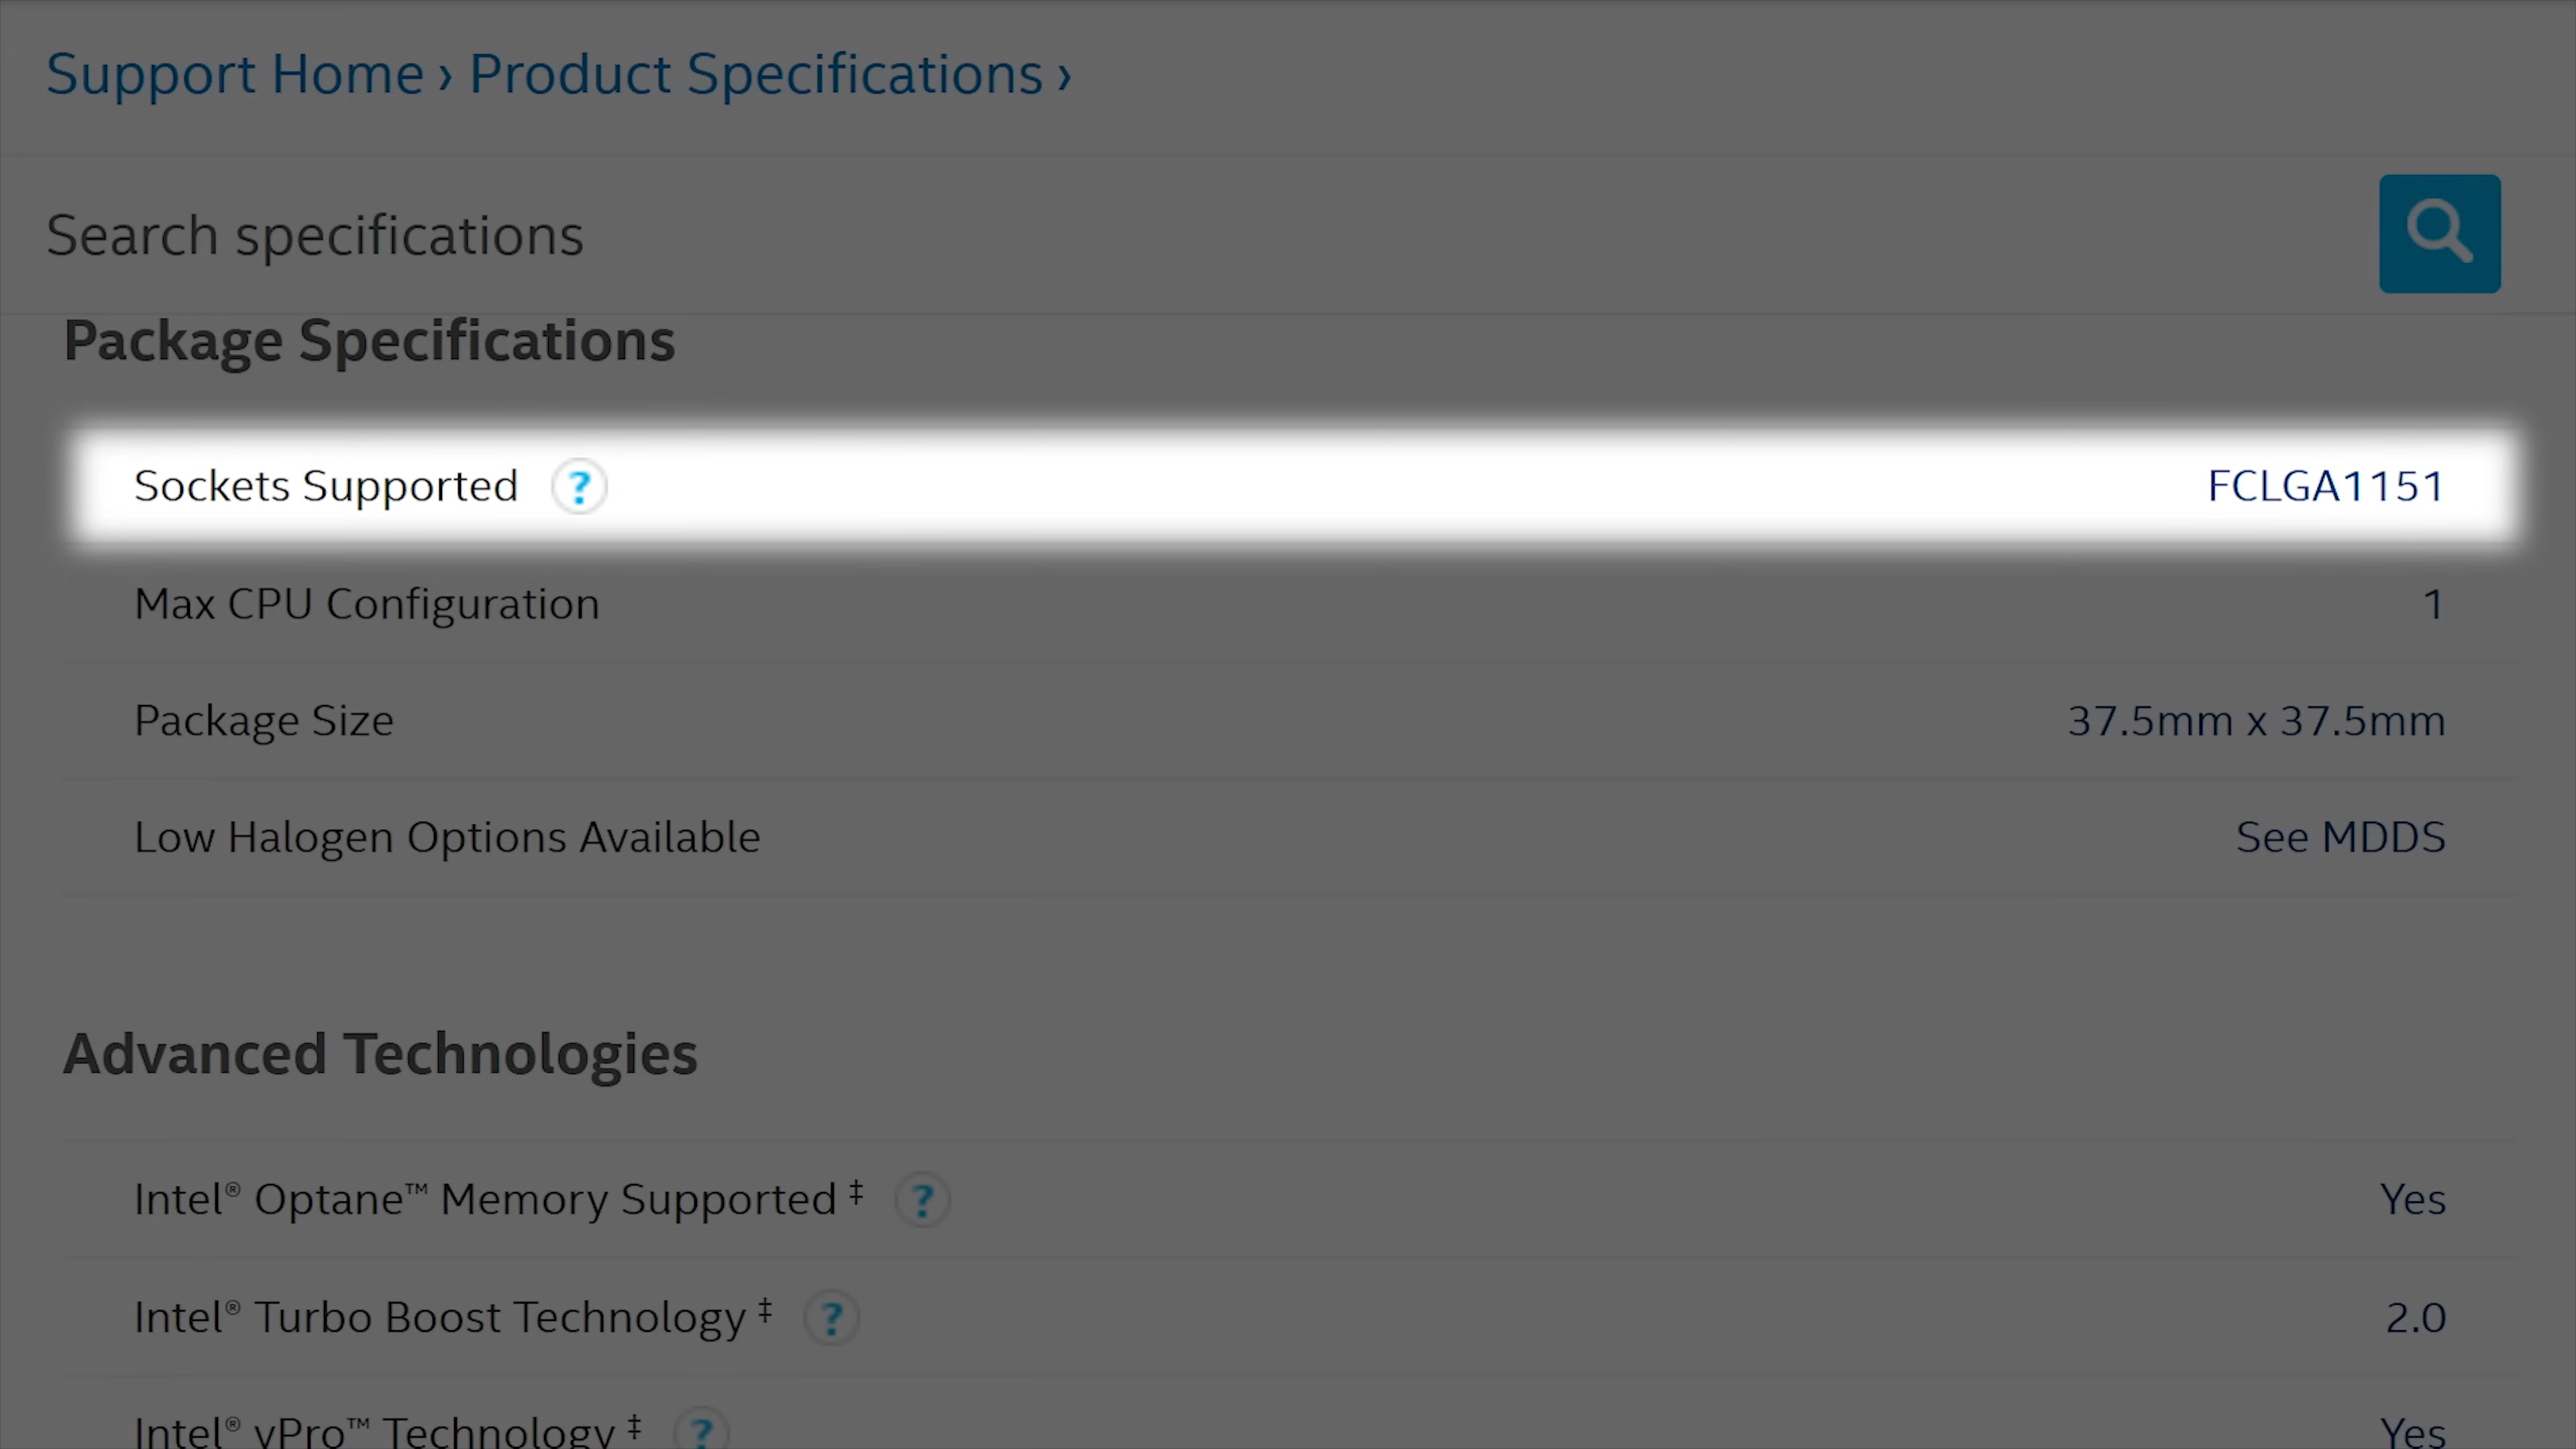 Support Home › Product Specifications ›
Search specifications
Package Specifications
Sockets Supported ? FCLGA1151
Max CPU Configuration 1
Package Size 37.5mm x 37.5mm
Low Halogen Options Available See MDDS
Advanced Technologies
Intel® Optane™ Memory Supported ‡ ? Yes
Intel® Turbo Boost Technology ‡ ? 2.0
Intel® vPro™ Technology ‡ ? Yes